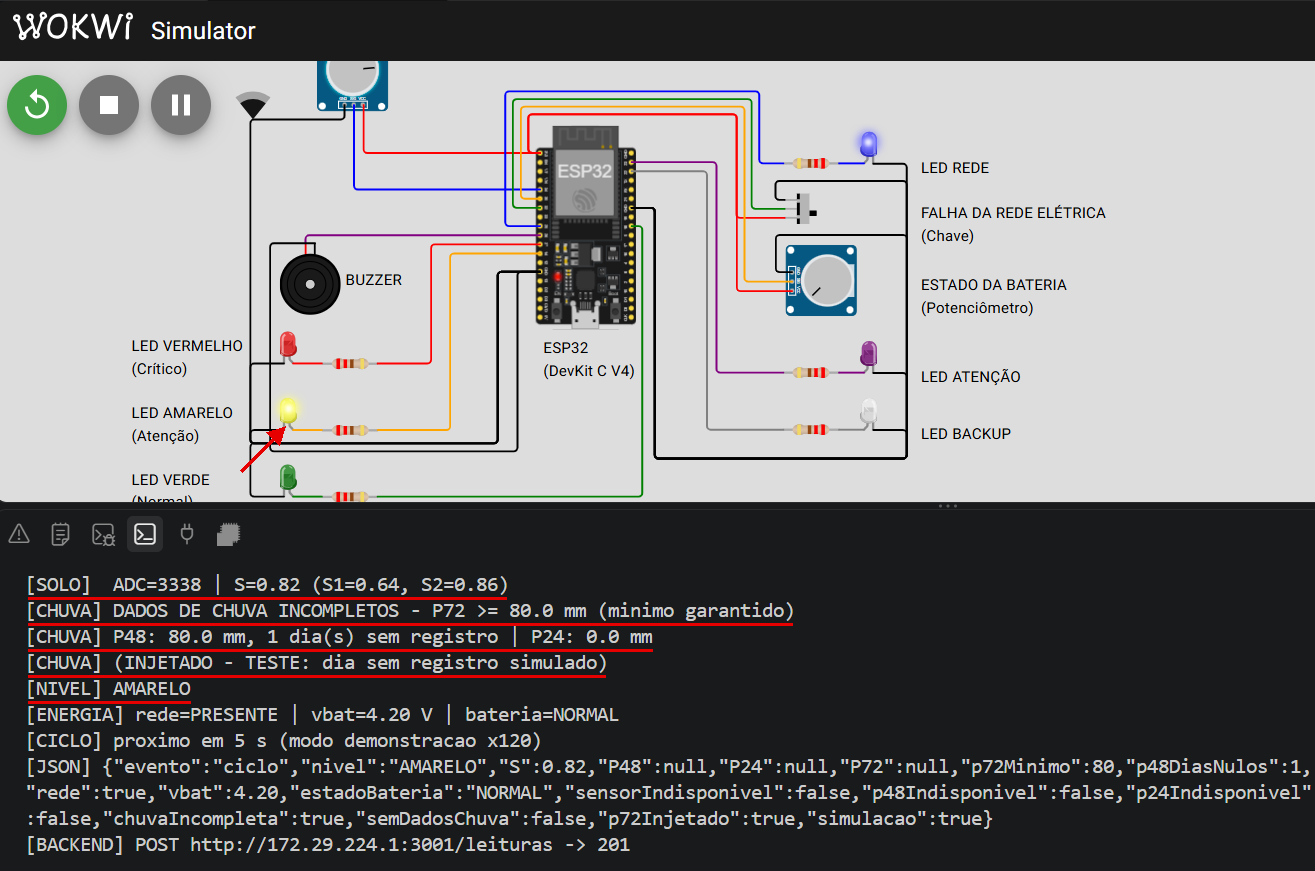 WOKWI Simulator
GND SIG VCC
ESP32
LED REDE
FALHA DA REDE ELÉTRICA
(Chave)
BUZZER
ESTADO DA BATERIA
(Potenciômetro)
LED VERMELHO
(Crítico)
ESP32
(DevKit C V4)
LED ATENÇÃO
LED AMARELO
(Atenção)
LED BACKUP
LED VERDE
(Normal)
[SOLO]  ADC=3338 | S=0.82 (S1=0.64, S2=0.86)
[CHUVA] DADOS DE CHUVA INCOMPLETOS - P72 >= 80.0 mm (minimo garantido)
[CHUVA] P48: 80.0 mm, 1 dia(s) sem registro | P24: 0.0 mm
[CHUVA] (INJETADO - TESTE: dia sem registro simulado)
[NIVEL] AMARELO
[ENERGIA] rede=PRESENTE | vbat=4.20 V | bateria=NORMAL
[CICLO] proximo em 5 s (modo demonstracao x120)
[JSON] {"evento":"ciclo","nivel":"AMARELO","S":0.82,"P48":null,"P24":null,"P72":null,"p72Minimo":80,"p48DiasNulos":1,
"rede":true,"vbat":4.20,"estadoBateria":"NORMAL","sensorIndisponivel":false,"p48Indisponivel":false,"p24Indisponivel"
:false,"chuvaIncompleta":true,"semDadosChuva":false,"p72Injetado":true,"simulacao":true}
[BACKEND] POST http://172.29.224.1:3001/leituras -> 201